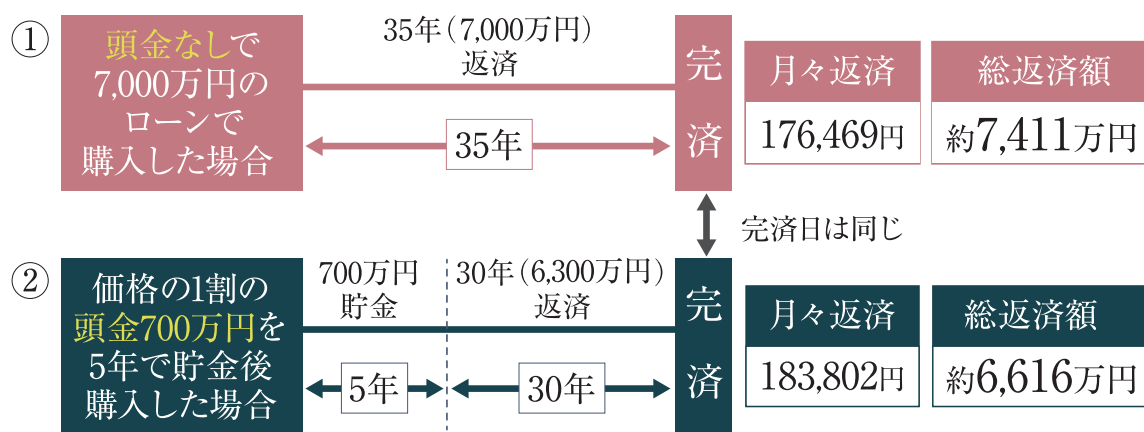 ①
頭金なしで
7,000万円の
ローンで
購入した場合
35年(7,000万円)
返済
35年
完
済
月々返済
176,469円
総返済額
約7,411万円
完済日は同じ
②
価格の1割の
頭金700万円を
5年で貯金後
購入した場合
700万円
貯金
5年
30年(6,300万円)
返済
30年
完
済
月々返済
183,802円
総返済額
約6,616万円